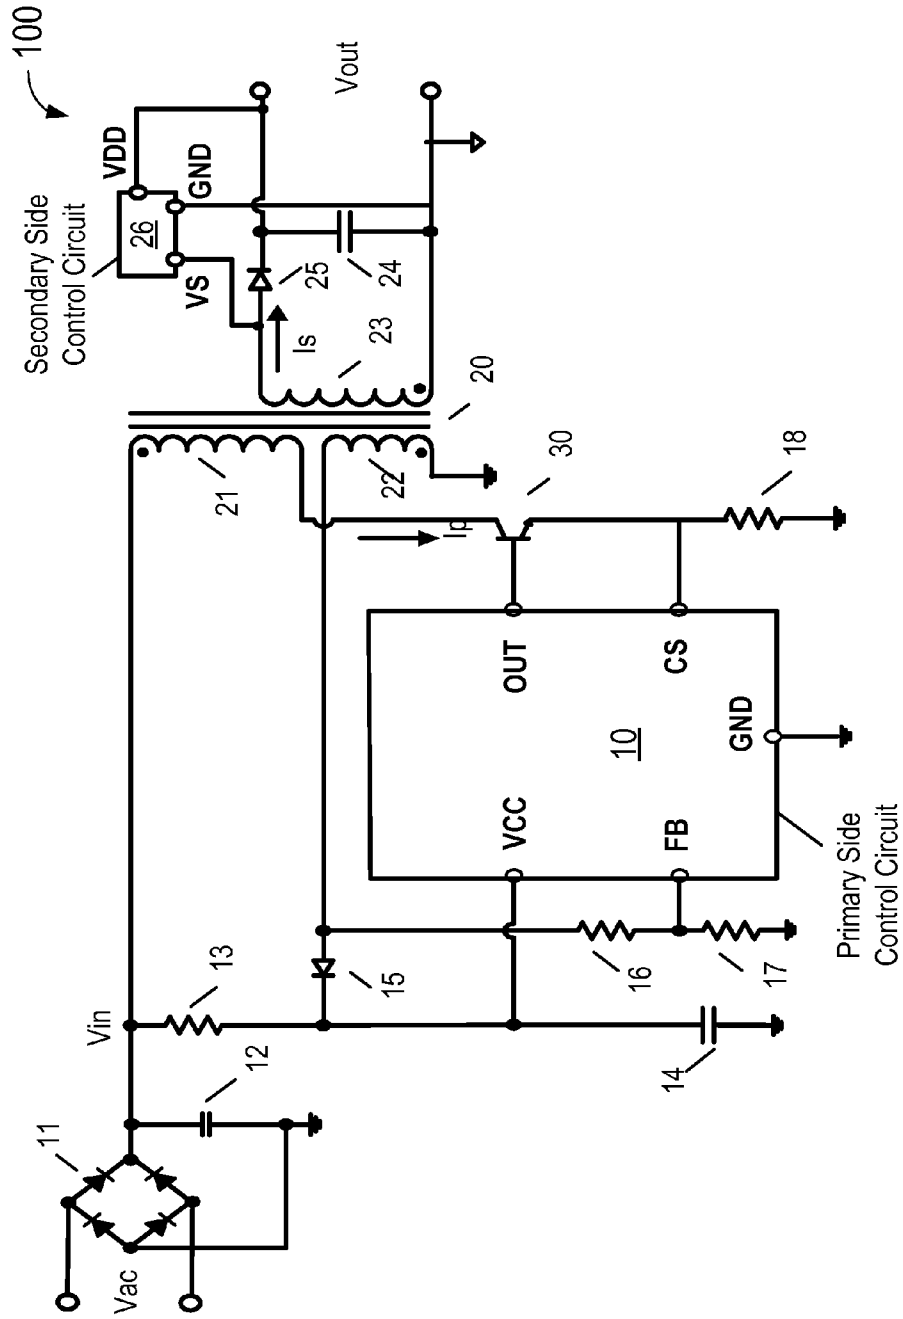 100
Secondary Side
Control Circuit
26
VDD
GND
VS
Vout
25
24
Is
23
20
21
22
Ip
30
18
Vin
13
15
12
11
Vac
OUT
CS
10
VCC
FB
GND
16
17
14
Primary Side
Control Circuit